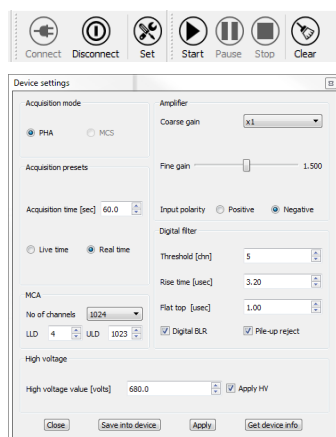 Connect Disconnect Set Start Pause Stop Clear
Device settings
Acquisition mode
PHA MCS
Acquisition presets
Acquisition time [sec] 60.0
Live time Real time
MCA
No of channels 1024
LLD 4 ULD 1023
Amplifier
Coarse gain x1
Fine gain 1.500
Input polarity Positive Negative
Digital filter
Threshold [chn] 5
Rise time [usec] 3.20
Flat top [usec] 1.00
Digital BLR Pile-up reject
High voltage
High voltage value [volts] 680.0 Apply HV
Close Save into device Apply Get device info